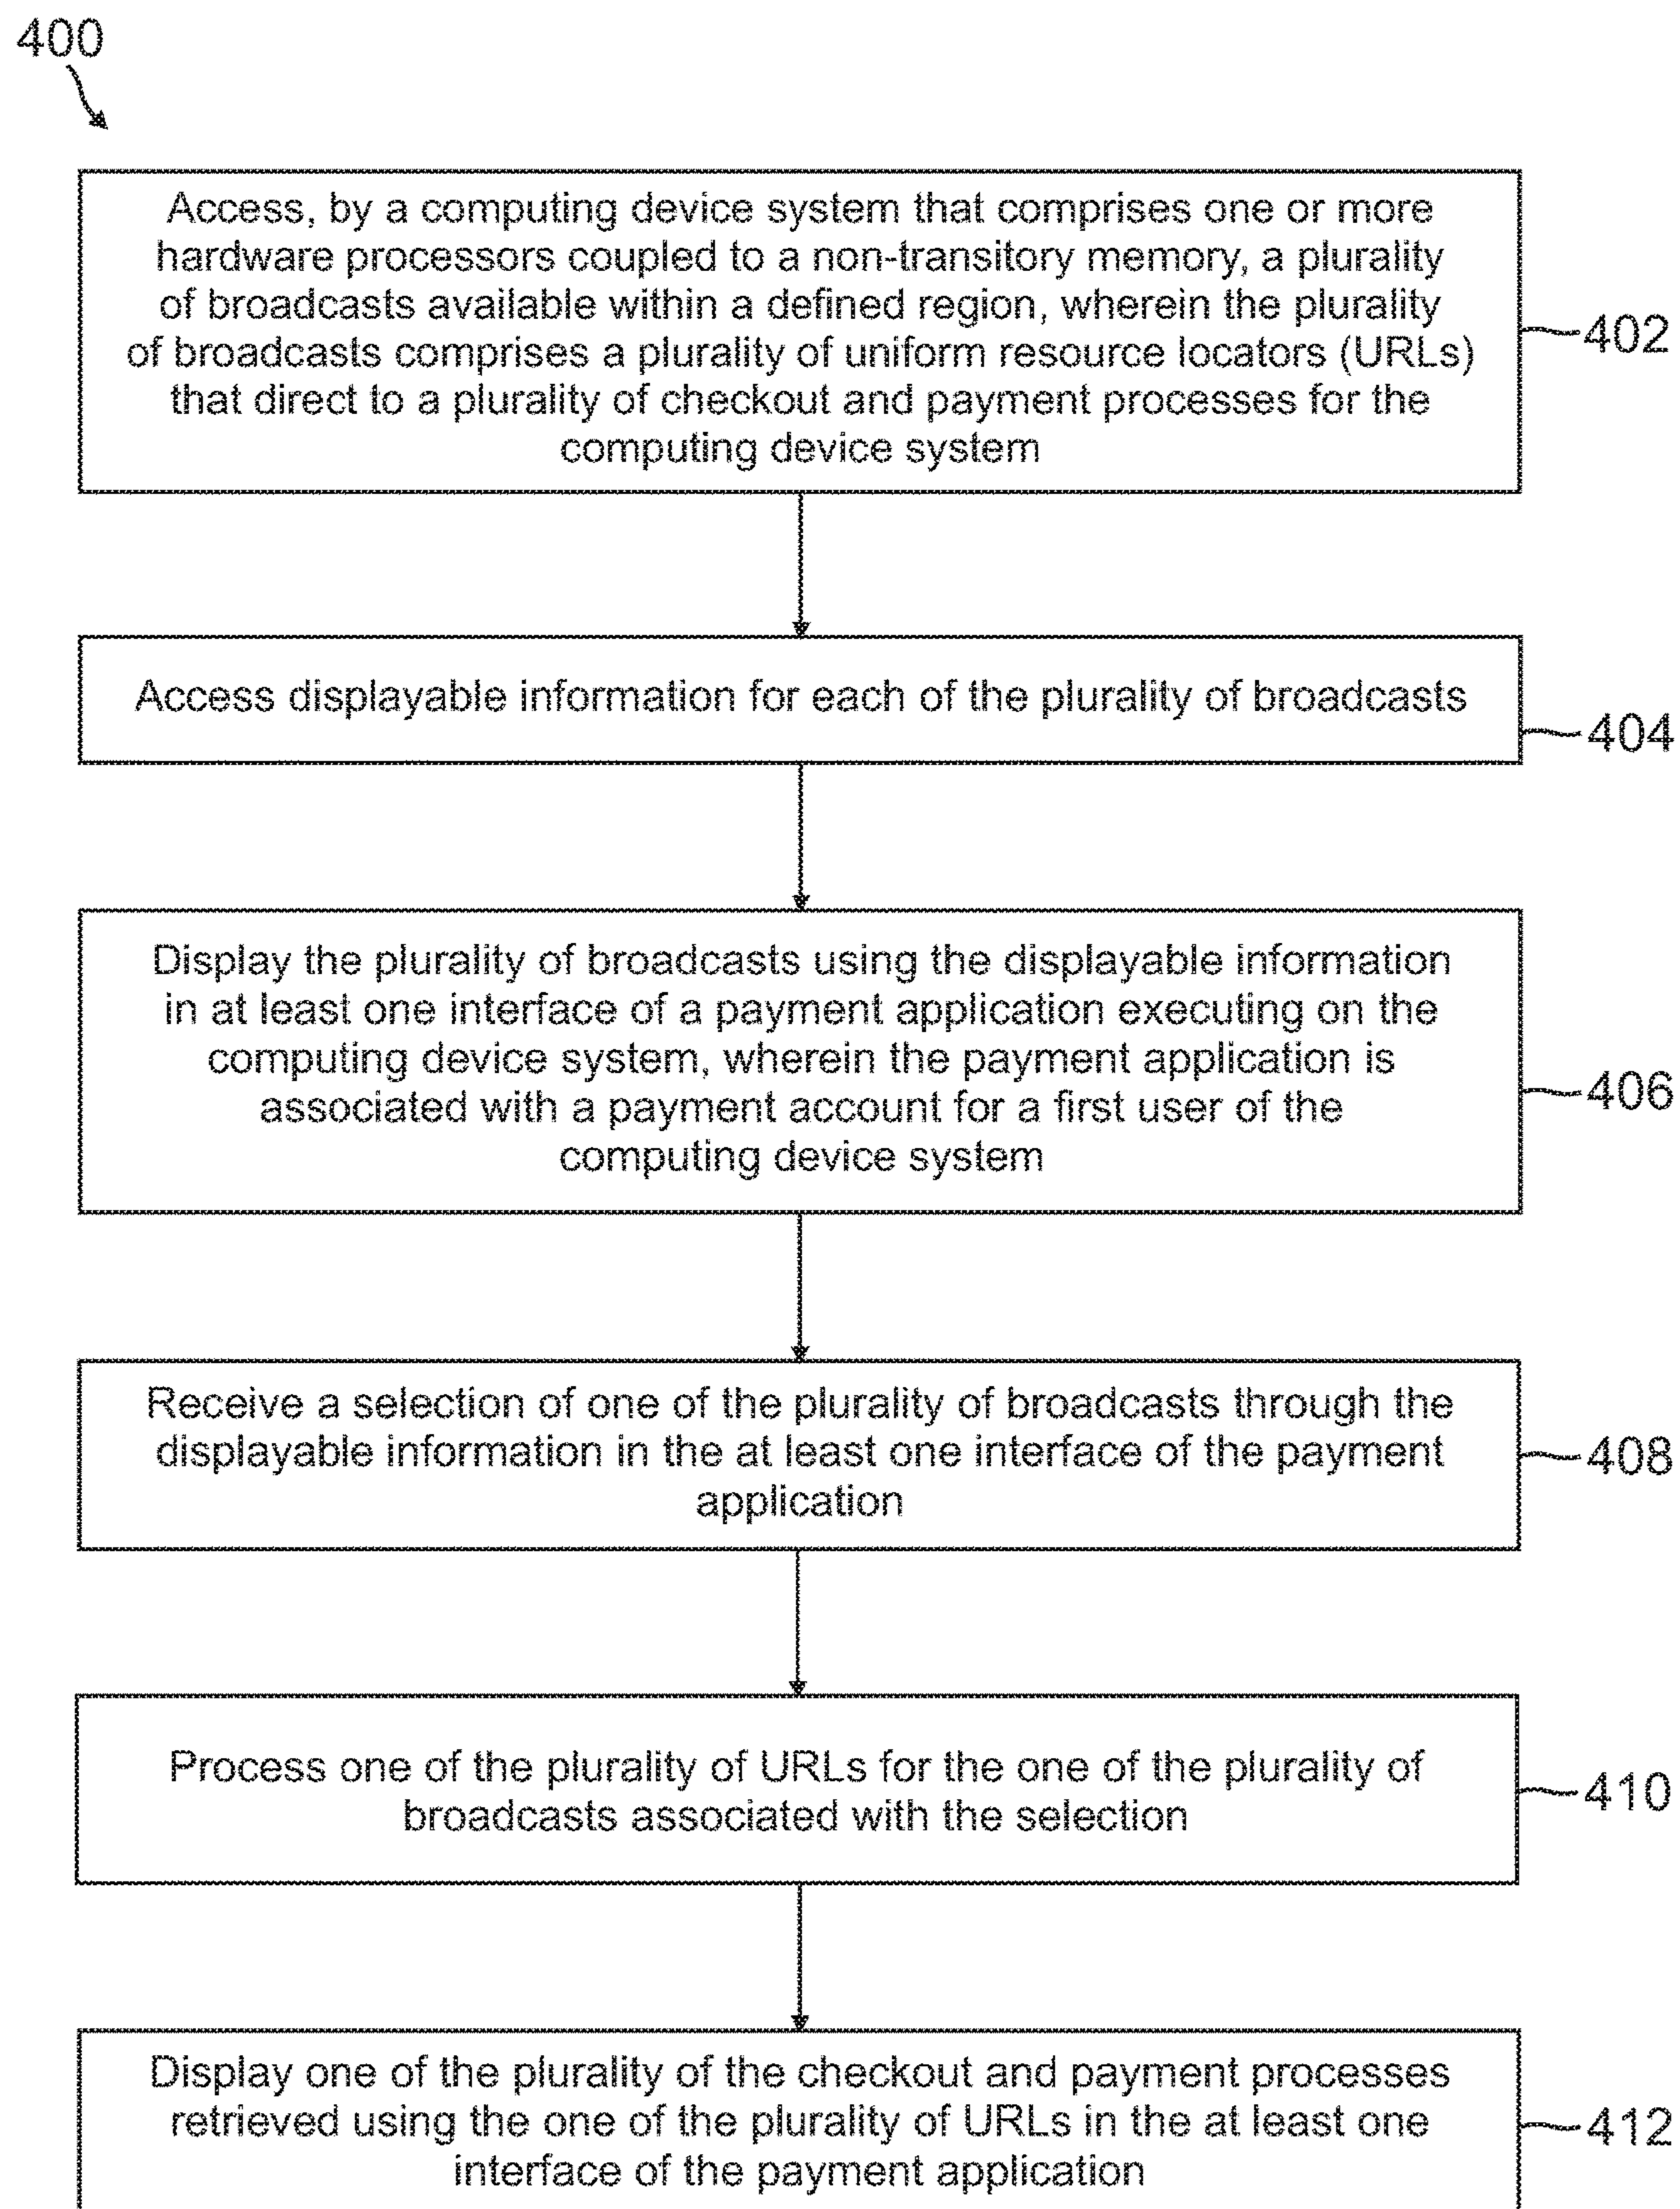 400
Access, by a computing device system that comprises one or more
hardware processors coupled to a non-transitory memory, a plurality
of broadcasts available within a defined region, wherein the plurality
of broadcasts comprises a plurality of uniform resource locators (URLs)
that direct to a plurality of checkout and payment processes for the
computing device system
402
Access displayable information for each of the plurality of broadcasts
404
Display the plurality of broadcasts using the displayable information
in at least one interface of a payment application executing on the
computing device system, wherein the payment application is
associated with a payment account for a first user of the
computing device system
406
Receive a selection of one of the plurality of broadcasts through the
displayable information in the at least one interface of the payment
application
408
Process one of the plurality of URLs for the one of the plurality of
broadcasts associated with the selection
410
Display one of the plurality of the checkout and payment processes
retrieved using the one of the plurality of URLs in the at least one
interface of the payment application
412